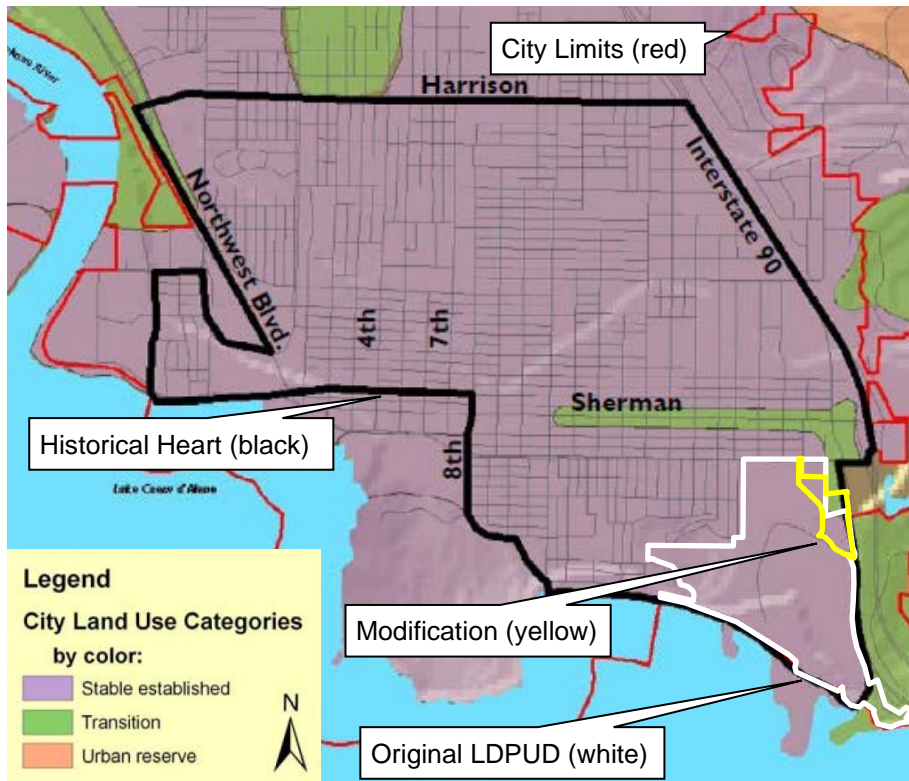 City Limits (red)
River
Harrison
Interstate 90
Northwest Blvd.
4th
7th
Sherman
Historical Heart (black)
8th
Lake Coeur d'Alene
Legend
City Land Use Categories
by color:
Stable established
Transition
Urban reserve
N
Modification (yellow)
Original LDPUD (white)